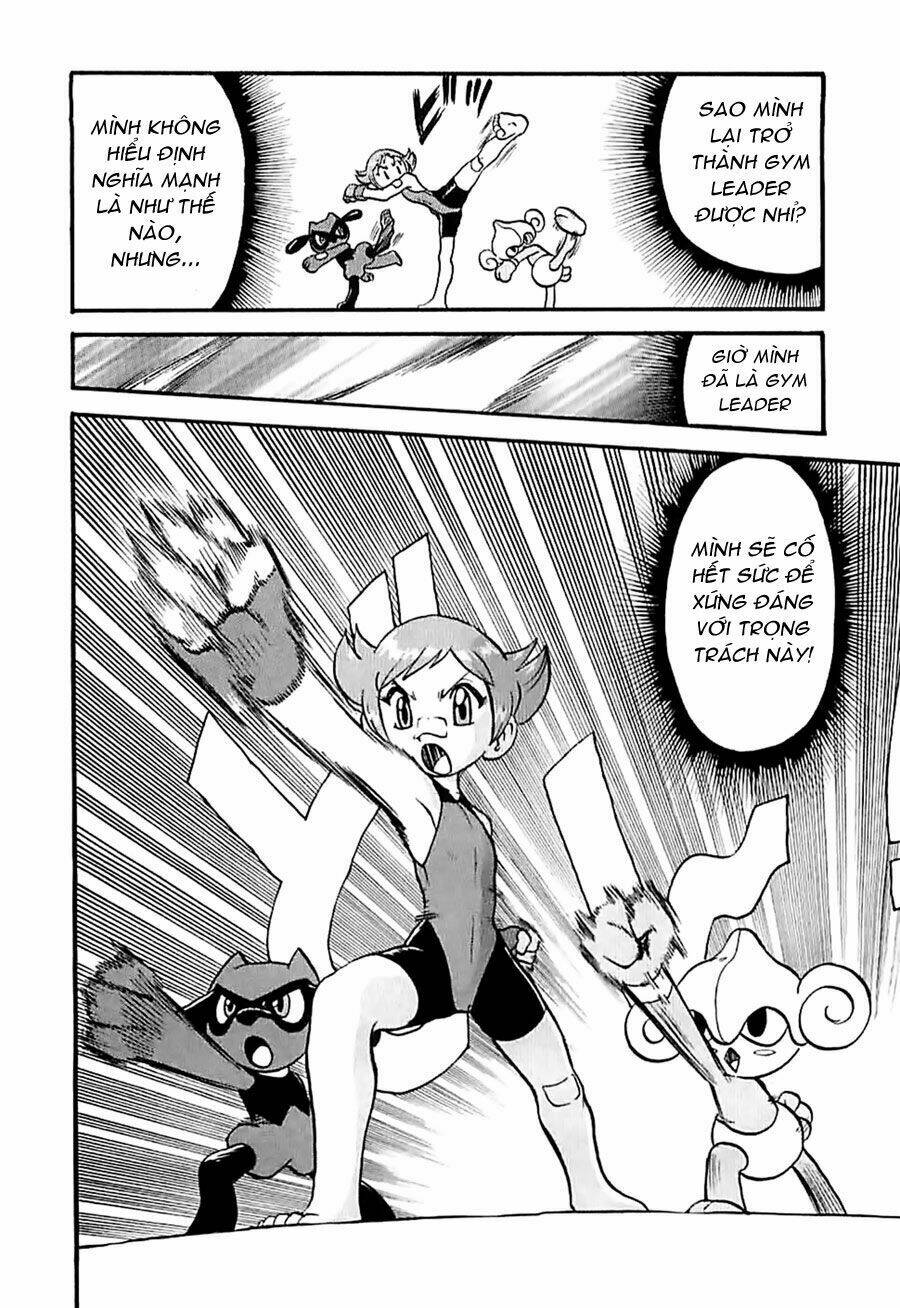 SAO MÌNH
LẠI TRỞ
THÀNH GYM
LEADER
ĐƯỢC NHỈ?
MÌNH KHÔNG
HIỂU ĐỊNH
NGHĨA MẠNH
LÀ NHƯ THẾ
NÀO,
NHƯNG...
GIỜ MÌNH
ĐÃ LÀ GYM
LEADER
MÌNH SẼ CỐ
HẾT SỨC ĐỂ
XỨNG ĐÁNG
VỚI TRỌNG
TRÁCH NÀY!